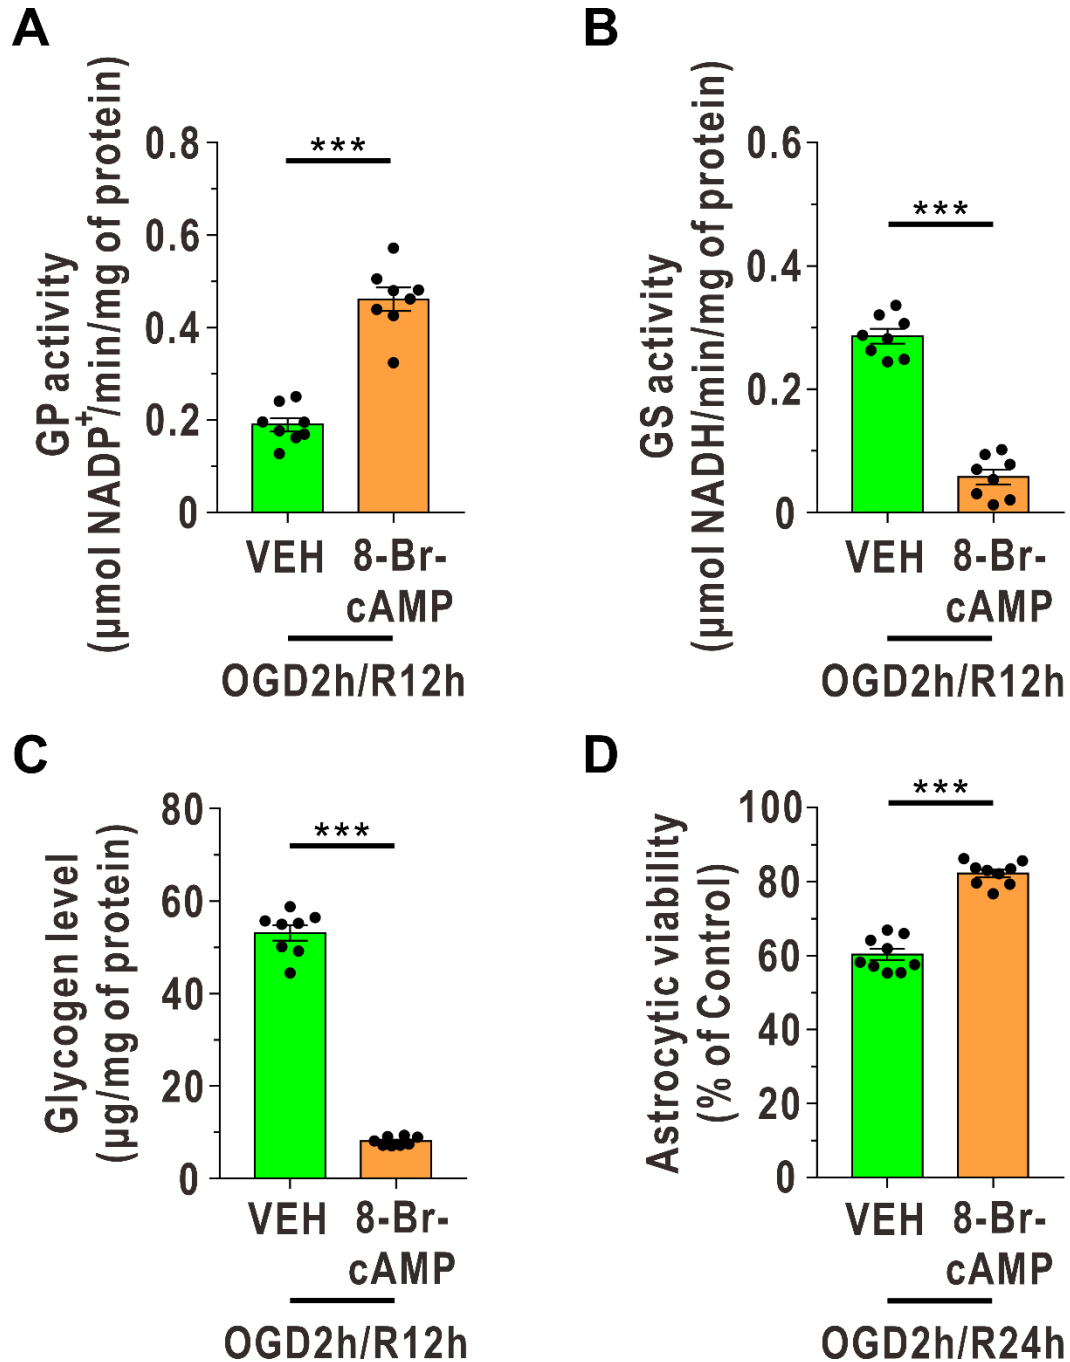 A
GP activity
(μmol NADP+/min/mg of protein)
0.8
0.6
0.4
0.2
0
***
VEH
8-Br-
cAMP
OGD2h/R12h
B
GS activity
(μmol NADH/min/mg of protein)
0.6
0.4
0.2
0
***
VEH
8-Br-
cAMP
OGD2h/R12h
C
Glycogen level
(μg/mg of protein)
80
60
40
20
0
***
VEH
8-Br-
cAMP
OGD2h/R12h
D
Astrocytic viability
(% of Control)
100
80
60
40
20
0
***
VEH
8-Br-
cAMP
OGD2h/R24h